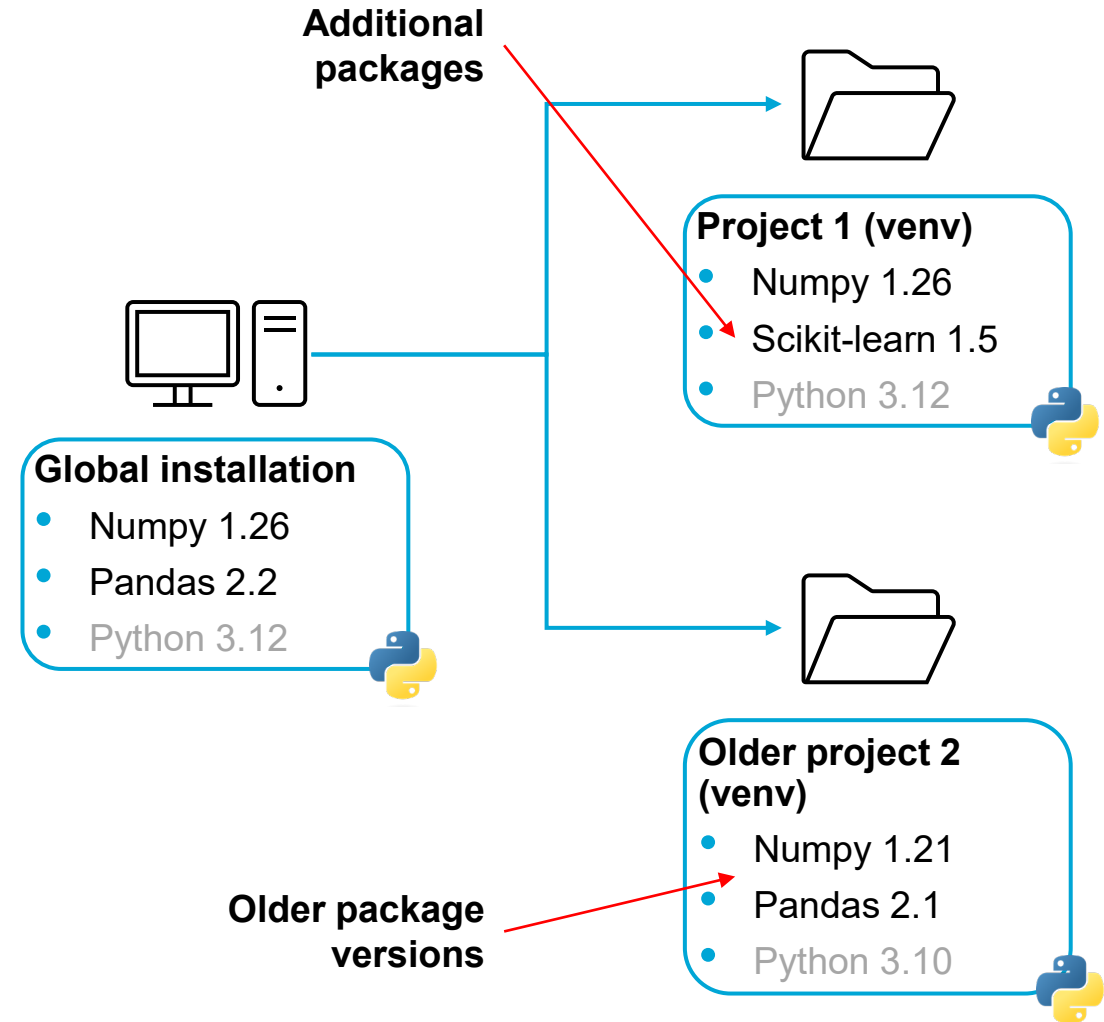 Additional
packages
Project 1 (venv)
Numpy 1.26
Scikit-learn 1.5
Python 3.12
Global installation
Numpy 1.26
Pandas 2.2
Python 3.12
Older project 2
(venv)
Numpy 1.21
Pandas 2.1
Python 3.10
Older package
versions